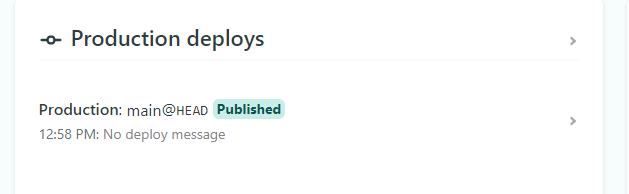 Production deploys
Production: main@HEAD Published
12:58 PM: No deploy message